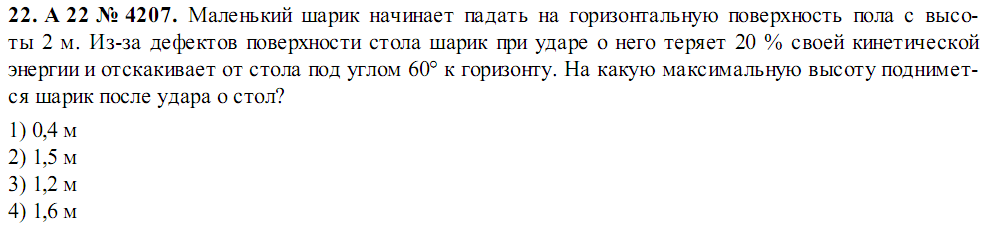 22. А 22 № 4207. Маленький шарик начинает падать на горизонтальную поверхность пола с высо-
ты 2 м. Из-за дефектов поверхности стола шарик при ударе о него теряет 20 % своей кинетической
энергии и отскакивает от стола под углом 60° к горизонту. На какую максимальную высоту поднимет-
ся шарик после удара о стол?
1) 0,4 м
2) 1,5 м
3) 1,2 м
4) 1,6 м